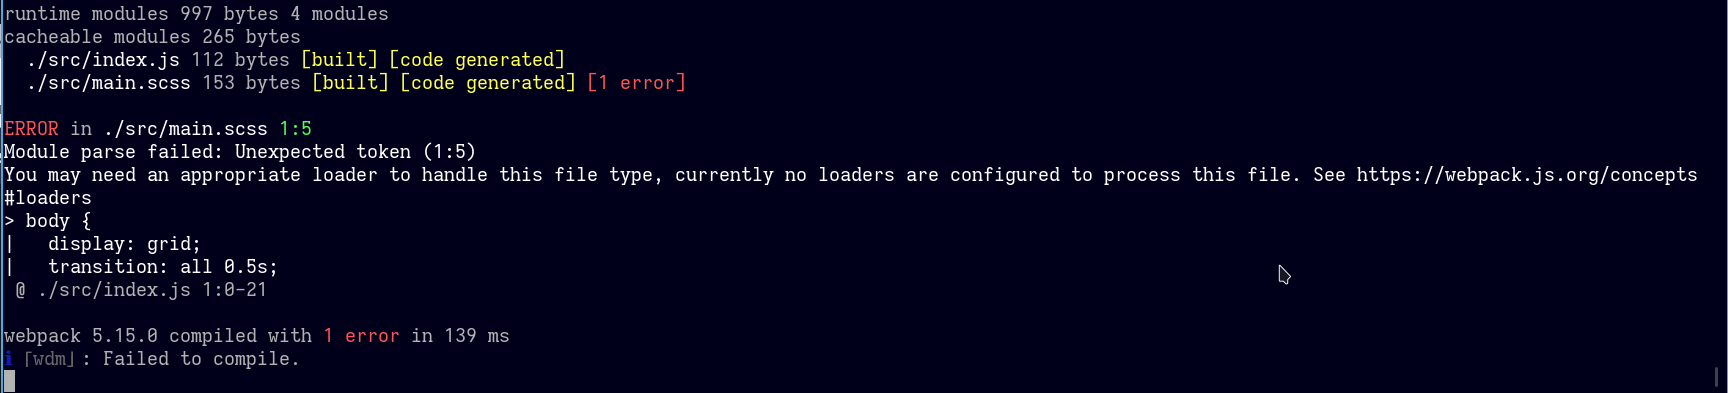 runtime modules 997 bytes 4 modules
cacheable modules 265 bytes
  ./src/index.js 112 bytes [built] [code generated]
  ./src/main.scss 153 bytes [built] [code generated] [1 error]

ERROR in ./src/main.scss 1:5
Module parse failed: Unexpected token (1:5)
You may need an appropriate loader to handle this file type, currently no loaders are configured to process this file. See https://webpack.js.org/concepts
#loaders
> body {
|   display: grid;
|   transition: all 0.5s;
 @ ./src/index.js 1:0-21

webpack 5.15.0 compiled with 1 error in 139 ms
ℹ ｢wdm｣: Failed to compile.